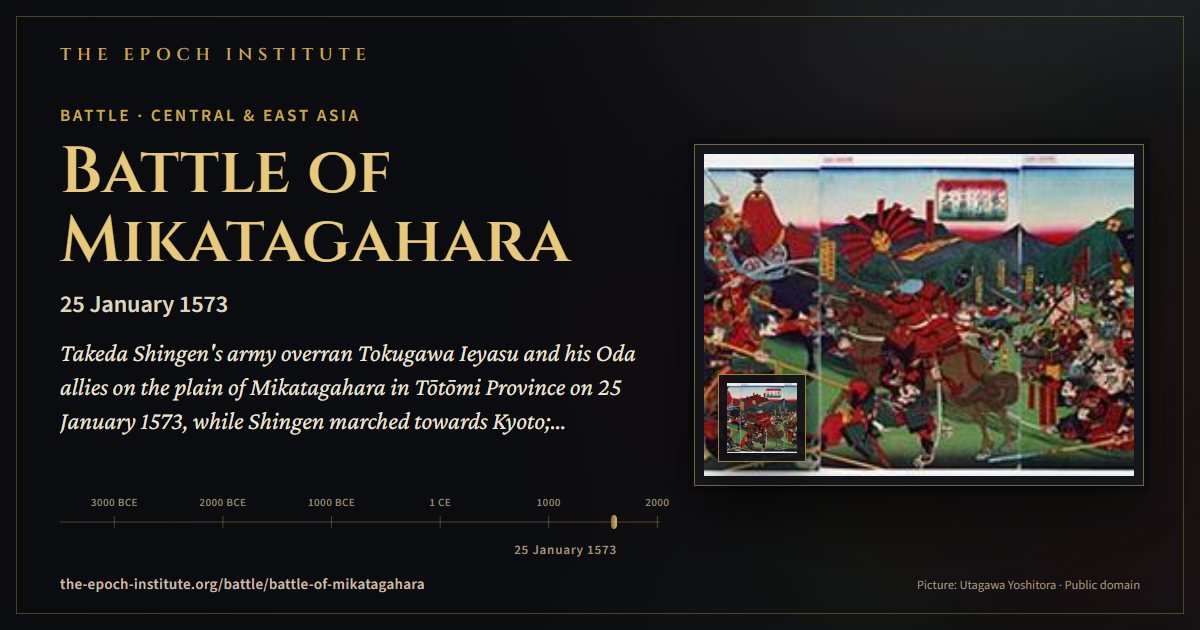 THE EPOCH INSTITUTE
BATTLE · CENTRAL & EAST ASIA
BATTLE OF
MIKATAGAHARA
25 January 1573
Takeda Shingen's army overran Tokugawa Ieyasu and his Oda
allies on the plain of Mikatagahara in Tōtōmi Province on 25
January 1573, while Shingen marched towards Kyoto;...
3000 BCE 2000 BCE 1000 BCE 1 CE 1000 2000
25 January 1573
the-epoch-institute.org/battle/battle-of-mikatagahara
Picture: Utagawa Yoshitora · Public domain